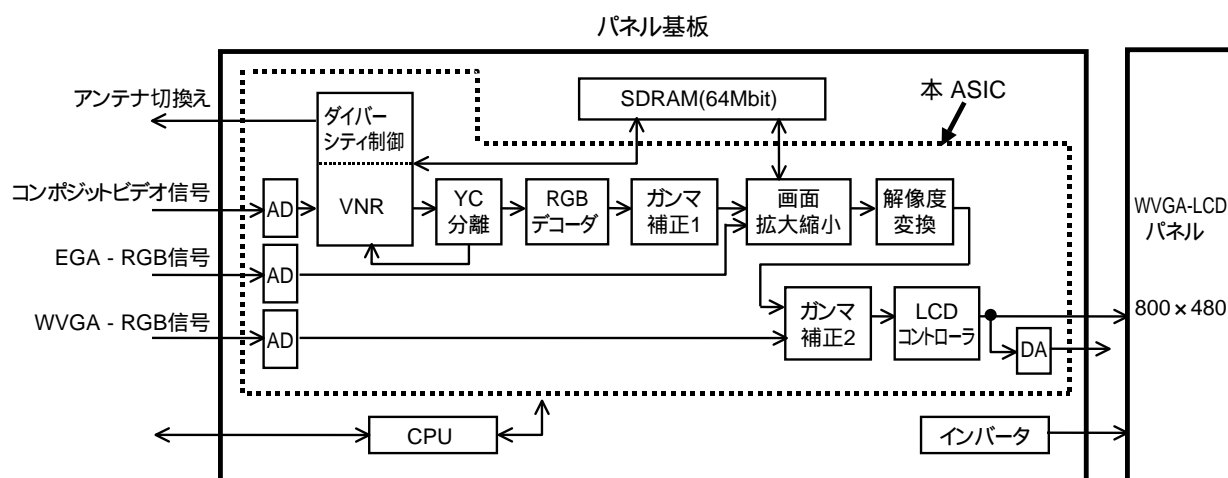 パネル基板
アンテナ切換え
ダイバー
シティ制御
SDRAM(64Mbit)
本 ASIC
コンポジットビデオ信号
AD
VNR
YC
分離
RGB
デコーダ
ガンマ
補正1
画面
拡大縮小
解像度
変換
WVGA-LCD
パネル
EGA - RGB信号
AD
WVGA - RGB信号
AD
ガンマ
補正2
LCD
コントローラ
DA
800×480
CPU
インバータ